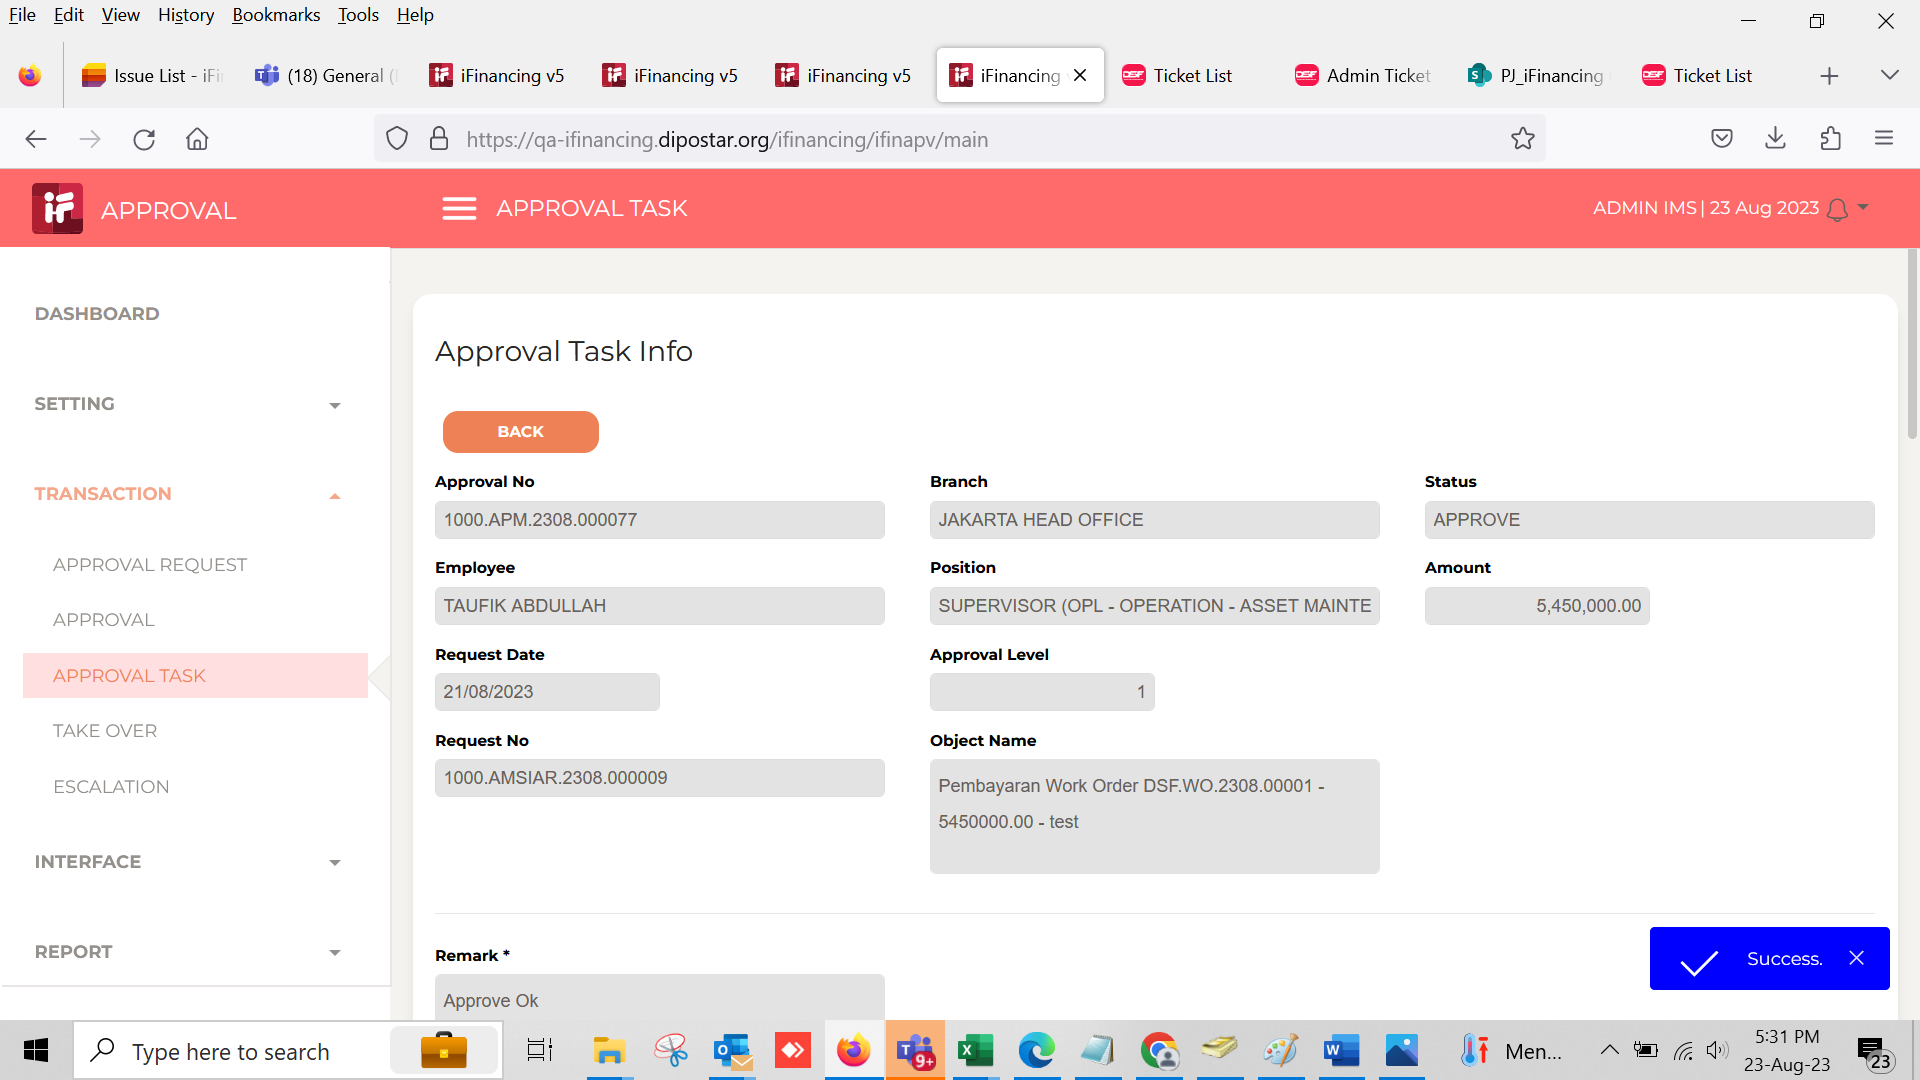 File Edit View History Bookmarks Tools Help
Issue List - iFi
(18) General (
iFinancing v5
iFinancing v5
iFinancing v5
iFinancing
Ticket List
Admin Ticket
PJ_iFinancing
Ticket List
https://qa-ifinancing.dipostar.org/ifinancing/ifinapv/main
iF APPROVAL
APPROVAL TASK
ADMIN IMS | 23 Aug 2023
DASHBOARD
SETTING
TRANSACTION
APPROVAL REQUEST
APPROVAL
APPROVAL TASK
TAKE OVER
ESCALATION
INTERFACE
REPORT
Approval Task Info
BACK
Approval No
1000.APM.2308.000077
Branch
JAKARTA HEAD OFFICE
Status
APPROVE
Employee
TAUFIK ABDULLAH
Position
SUPERVISOR (OPL - OPERATION - ASSET MAINTE
Amount
5,450,000.00
Request Date
21/08/2023
Approval Level
1
Request No
1000.AMSIAR.2308.000009
Object Name
Pembayaran Work Order DSF.WO.2308.00001 -
5450000.00 - test
Remark *
Approve Ok
Success.
Type here to search
9+
Men...
5:31 PM
23-Aug-23
23